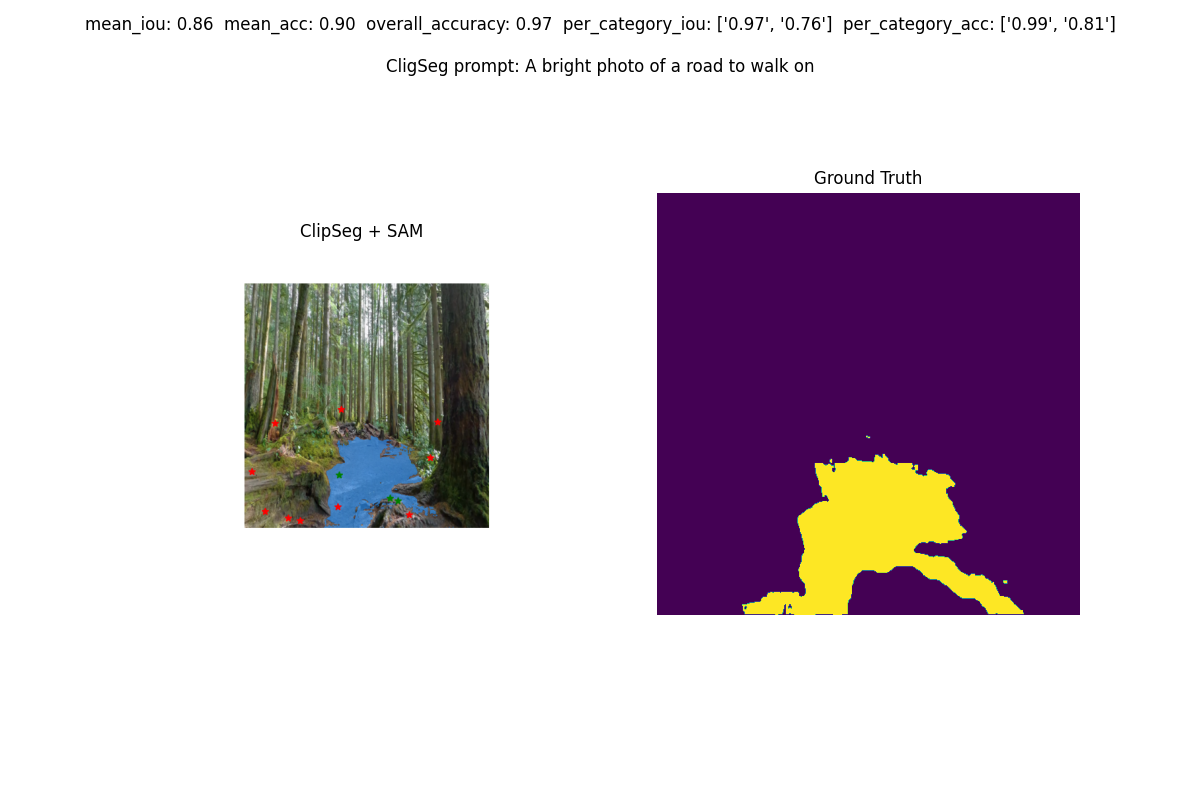 mean_iou: 0.86  mean_acc: 0.90  overall_accuracy: 0.97  per_category_iou: ['0.97', '0.76']  per_category_acc: ['0.99', '0.81']
CligSeg prompt: A bright photo of a road to walk on
Ground Truth
ClipSeg + SAM